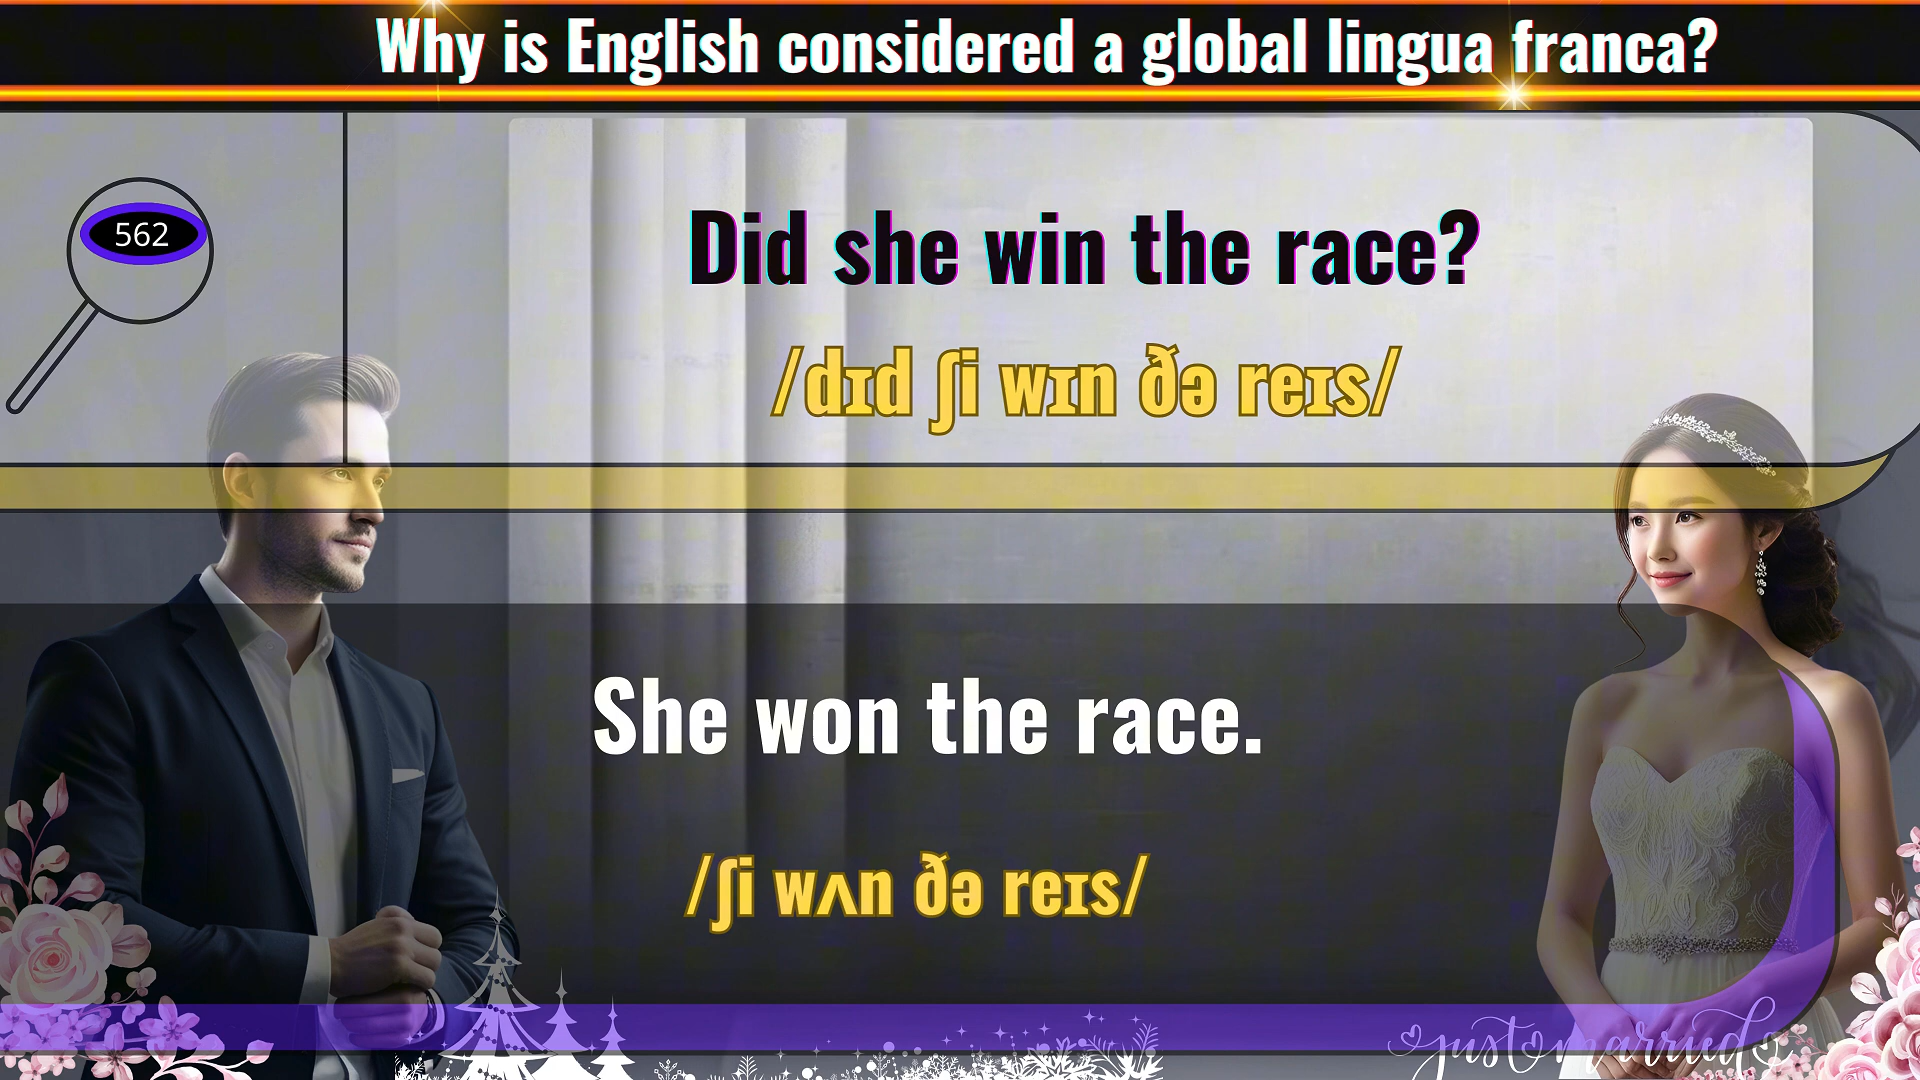 Why is English considered a global lingua franca?
562
Did she win the race?
/dɪd ʃi wɪn ðə reɪs/
She won the race.
/ʃi wʌn ðə reɪs/
just married